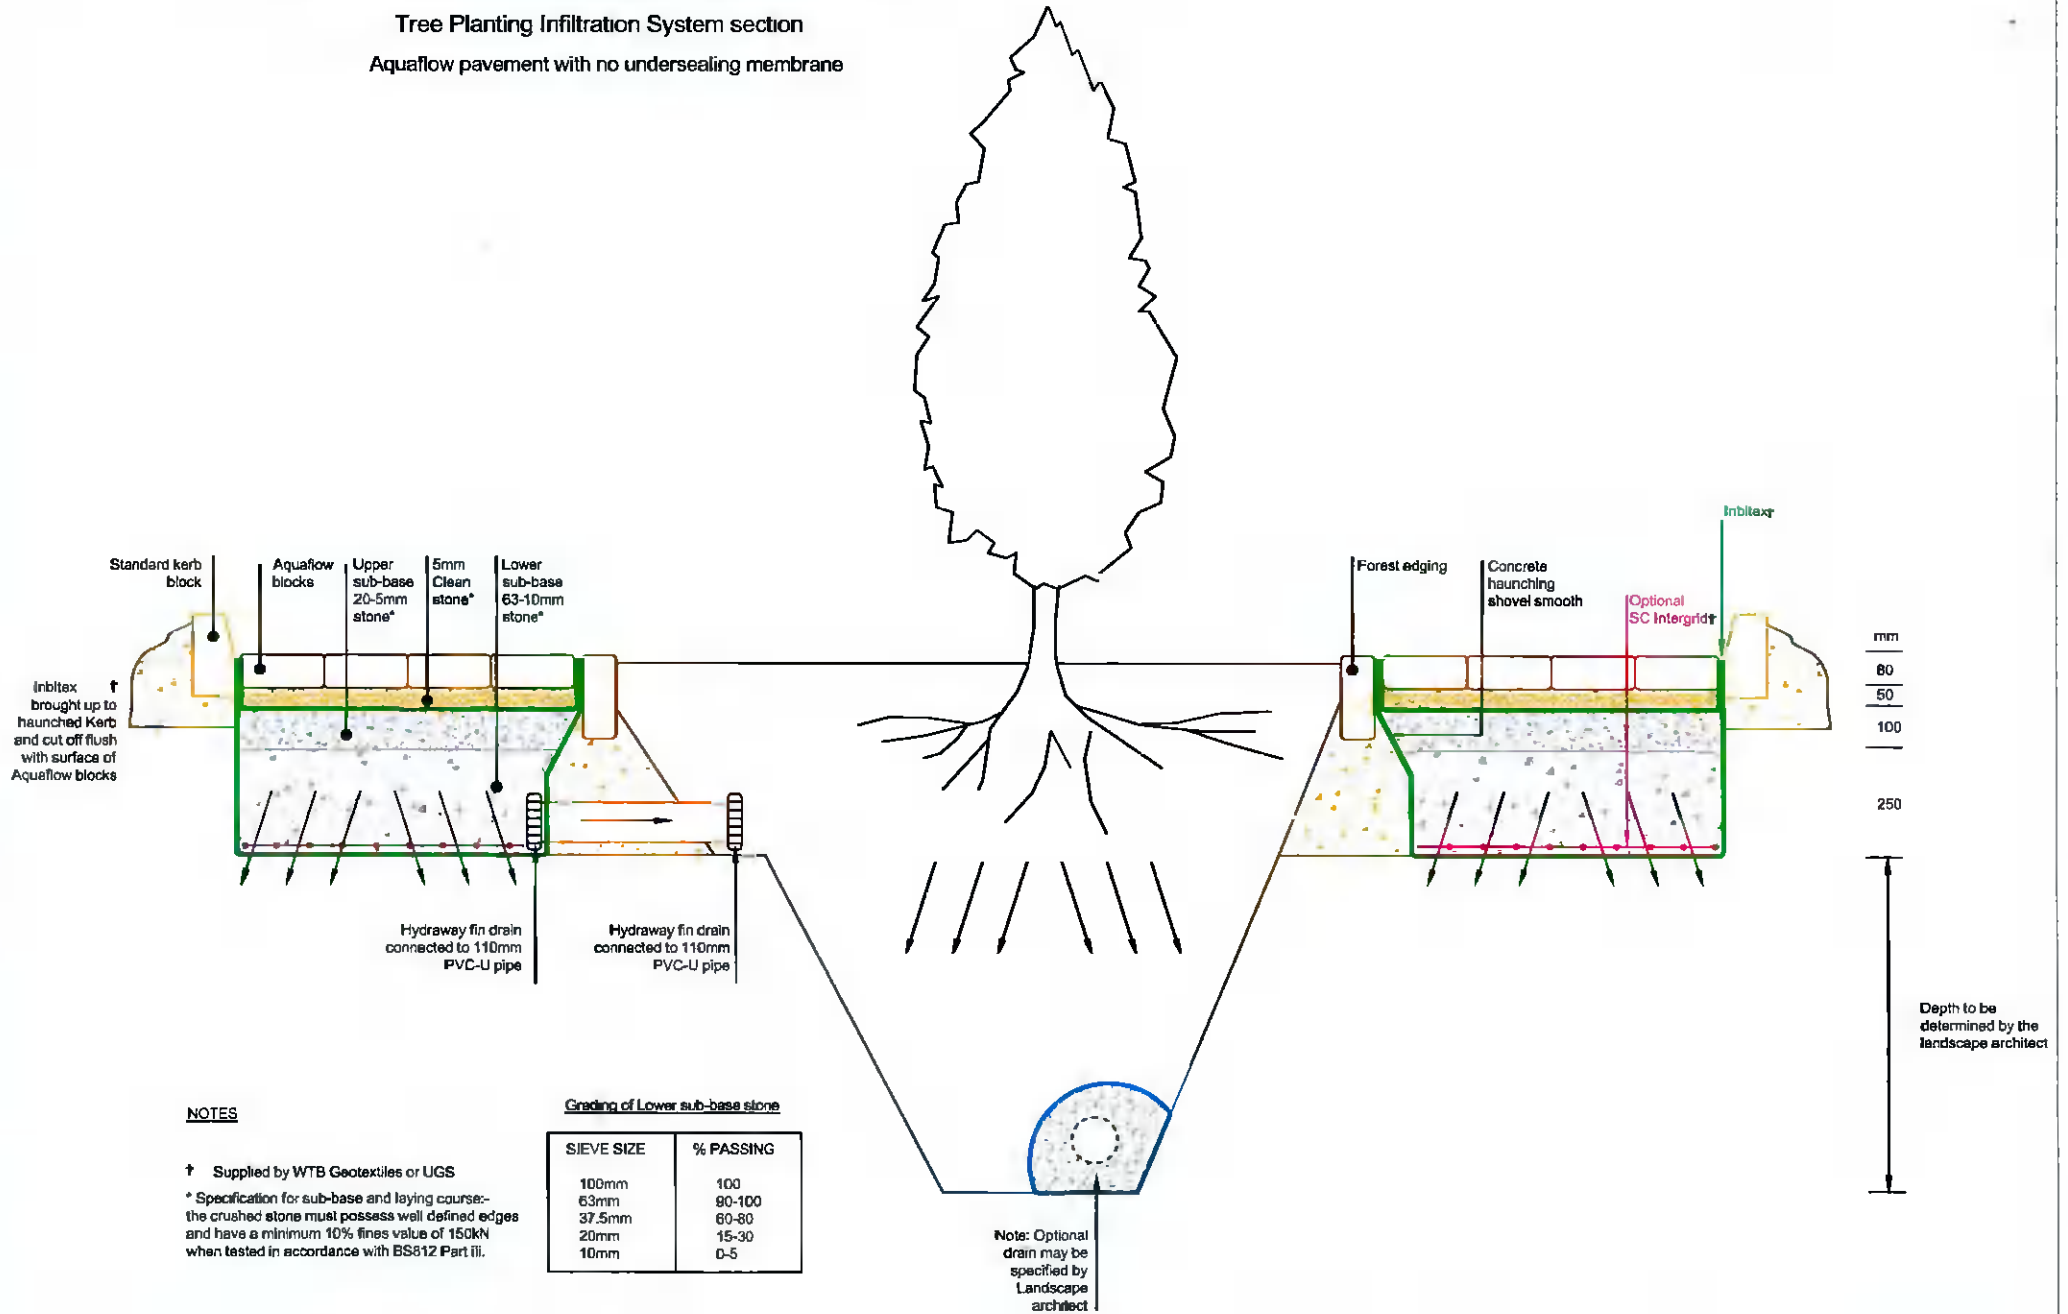 Tree Planting Infiltration System section
Aquaflow pavement with no undersealing membrane
Standard kerb
block
Aquaflow
blocks
Upper
sub-base
20-5mm
stone*
5mm
Clean
stone*
Lower
sub-base
63-10mm
stone*
Inbitex †
brought up to
haunched Kerb
and cut off flush
with surface of
Aquaflow blocks
Forest edging
Concrete
haunching
shovel smooth
Optional
SC Intergrid†
Inbitex†
mm
80
50
100
250
Hydraway fin drain
connected to 110mm
PVC-U pipe
Hydraway fin drain
connected to 110mm
PVC-U pipe
Depth to be
determined by the
landscape architect
NOTES
† Supplied by WTB Geotextiles or UGS
* Specification for sub-base and laying course:-
the crushed stone must possess well defined edges
and have a minimum 10% fines value of 150kN
when tested in accordance with BS812 Part iii.
Grading of Lower sub-base stone
SIEVE SIZE % PASSING
100mm 100
63mm 90-100
37.5mm 60-80
20mm 15-30
10mm 0-5
Note: Optional
drain may be
specified by
Landscape
architect